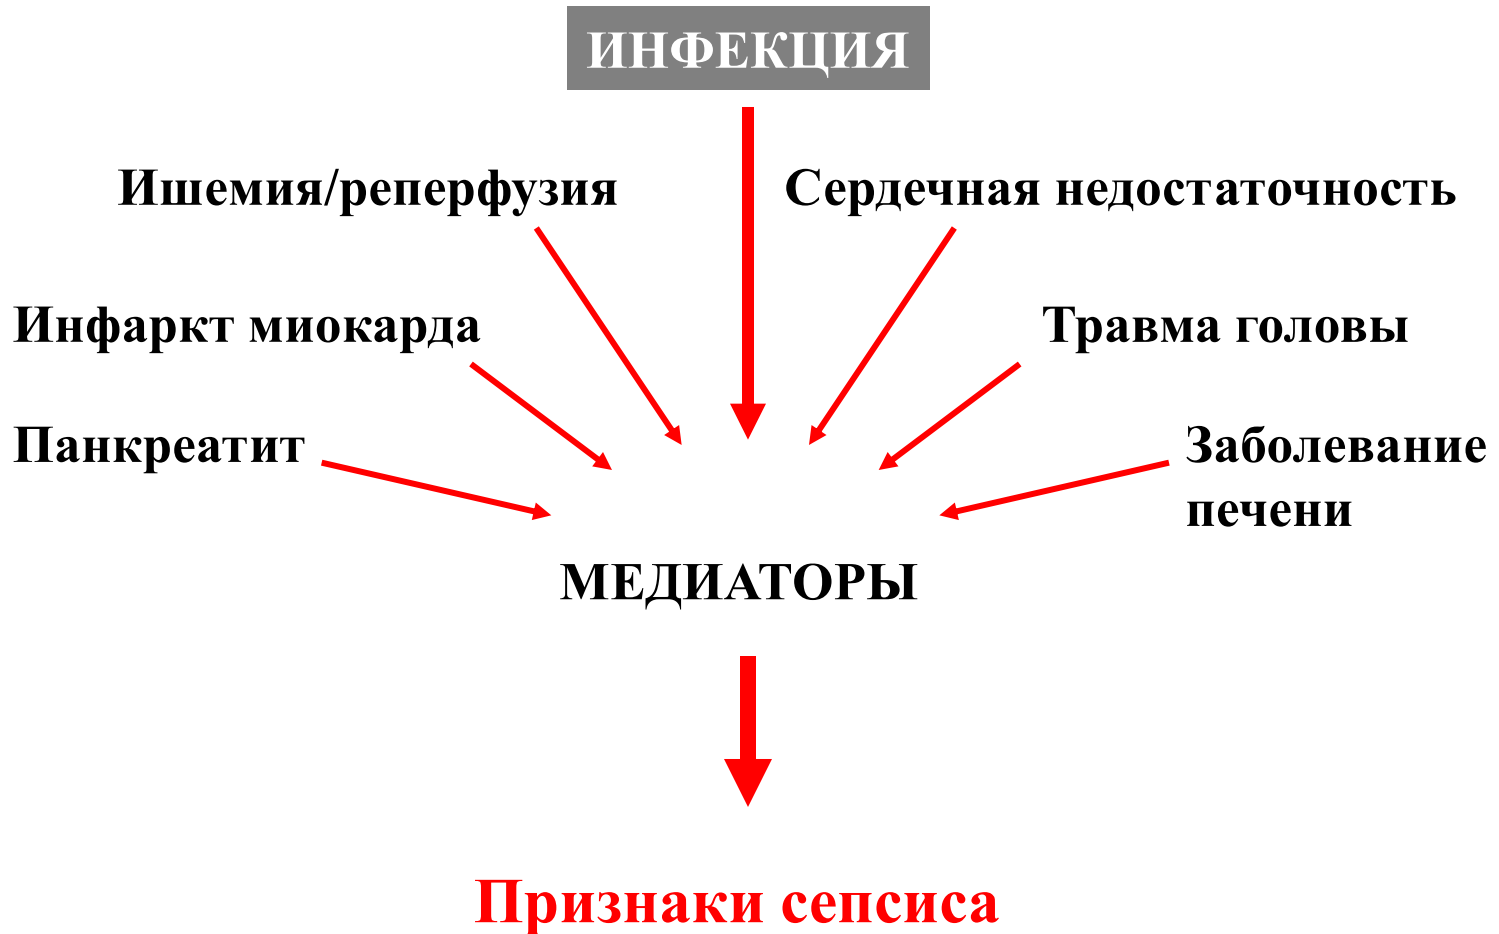 ИНФЕКЦИЯ
Ишемия/реперфузия
Сердечная недостаточность
Инфаркт миокарда
Травма головы
Панкреатит
Заболевание
печени
МЕДИАТОРЫ
Признаки сепсиса